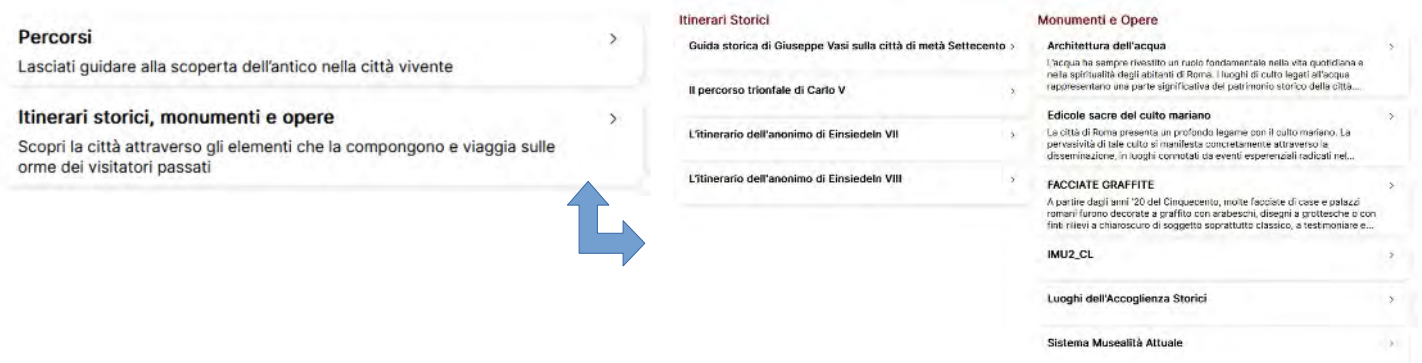 Percorsi
Lasciati guidare alla scoperta dell'antico nella città vivente
Itinerari storici, monumenti e opere
Scopri la città attraverso gli elementi che la compongono e viaggia sulle
orme dei visitatori passati
Itinerari Storici
Guida storica di Giuseppe Vasi sulla città di metà Settecento
Il percorso trionfale di Carlo V
L'itinerario dell'anonimo di Einsiedeln VII
L'itinerario dell'anonimo di Einsiedeln VIII
Monumenti e Opere
Architettura dell'acqua
L'acqua ha sempre rivestito un ruolo fondamentale nella vita quotidiana e
nella spiritualità degli abitanti di Roma. I luoghi di culto legati all'acqua
rappresentano una parte significativa del patrimonio storico della città....
Edicole sacre del culto mariano
La città di Roma presenta un profondo legame con il culto mariano. La
pervasività di tale culto si manifesta concretamente attraverso la
disseminazione, in luoghi connotati da eventi esperenziali radicati nel...
FACCIATE GRAFFITE
A partire dagli anni '20 del Cinquecento, molte facciate di case e palazzi
romani furono decorate a graffito con arabeschi, disegni a grottesche o con
finti rilievi a chiaroscuro di soggetto soprattutto classico, a testimoniare e...
IMU2_CL
Luoghi dell'Accoglienza Storici
Sistema Musealità Attuale